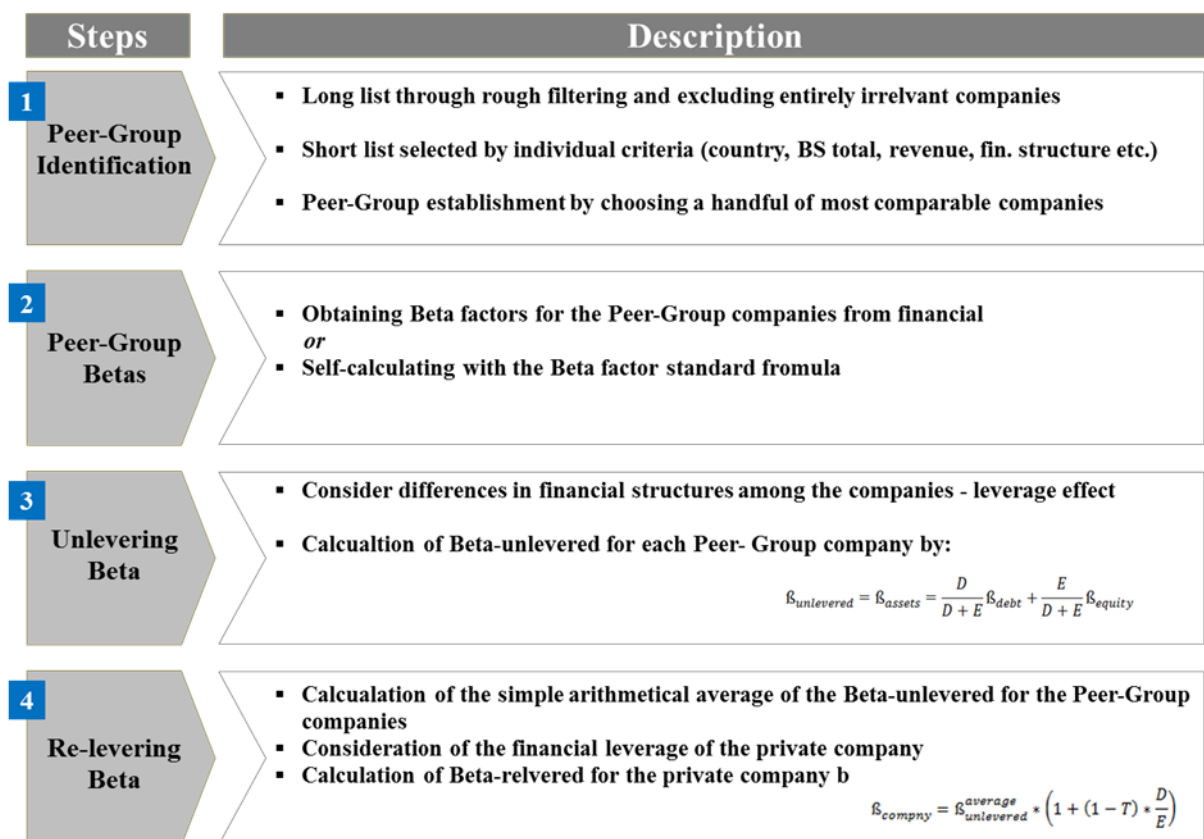 Steps
Description
1
Peer-Group
Identification
▪ Long list through rough filtering and excluding entirely irrelvant companies
▪ Short list selected by individual criteria (country, BS total, revenue, fin. structure etc.)
▪ Peer-Group establishment by choosing a handful of most comparable companies
2
Peer-Group
Betas
▪ Obtaining Beta factors for the Peer-Group companies from financial
or
▪ Self-calculating with the Beta factor standard fromula
3
Unlevering
Beta
▪ Consider differences in financial structures among the companies - leverage effect
▪ Calcualtion of Beta-unlevered for each Peer- Group company by:
ß_unlevered = ß_assets = D/(D + E) ß_debt + E/(D + E) ß_equity
4
Re-levering
Beta
▪ Calcualation of the simple arithmetical average of the Beta-unlevered for the Peer-Group
companies
▪ Consideration of the financial leverage of the private company
▪ Calculation of Beta-relvered for the private company b
ß_compny = ß_unlevered^average * (1 + (1 − T) * D/E)